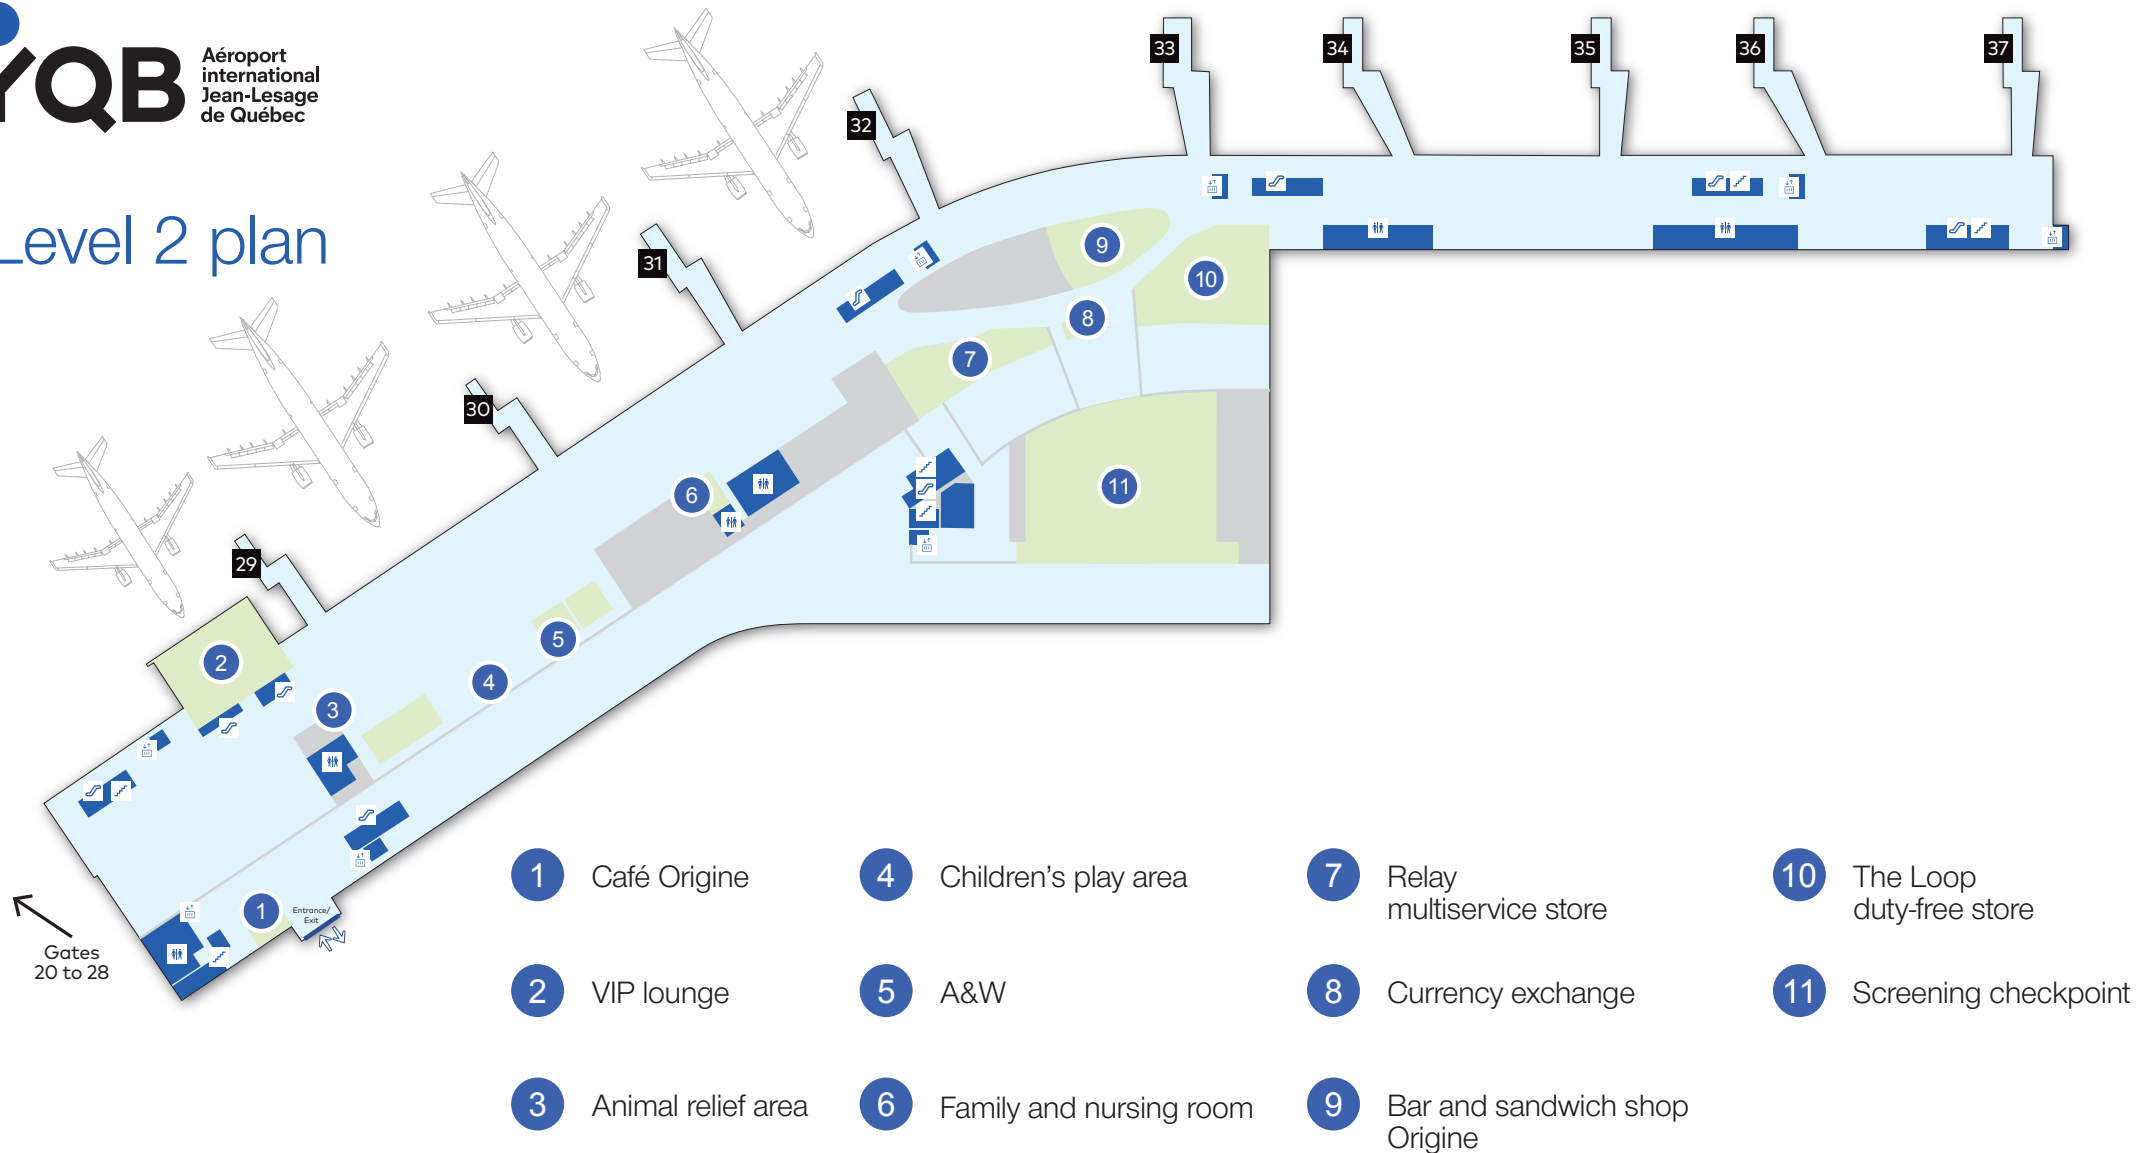 YQB
Aéroport
international
Jean-Lesage
de Québec
Level 2 plan
33
34
35
36
37
32
31
30
29
9
10
8
7
6
11
5
4
2
3
1
Entrance/
Exit
Gates
20 to 28
1 Café Origine
2 VIP lounge
3 Animal relief area
4 Children's play area
5 A&W
6 Family and nursing room
7 Relay
multiservice store
8 Currency exchange
9 Bar and sandwich shop
Origine
10 The Loop
duty-free store
11 Screening checkpoint